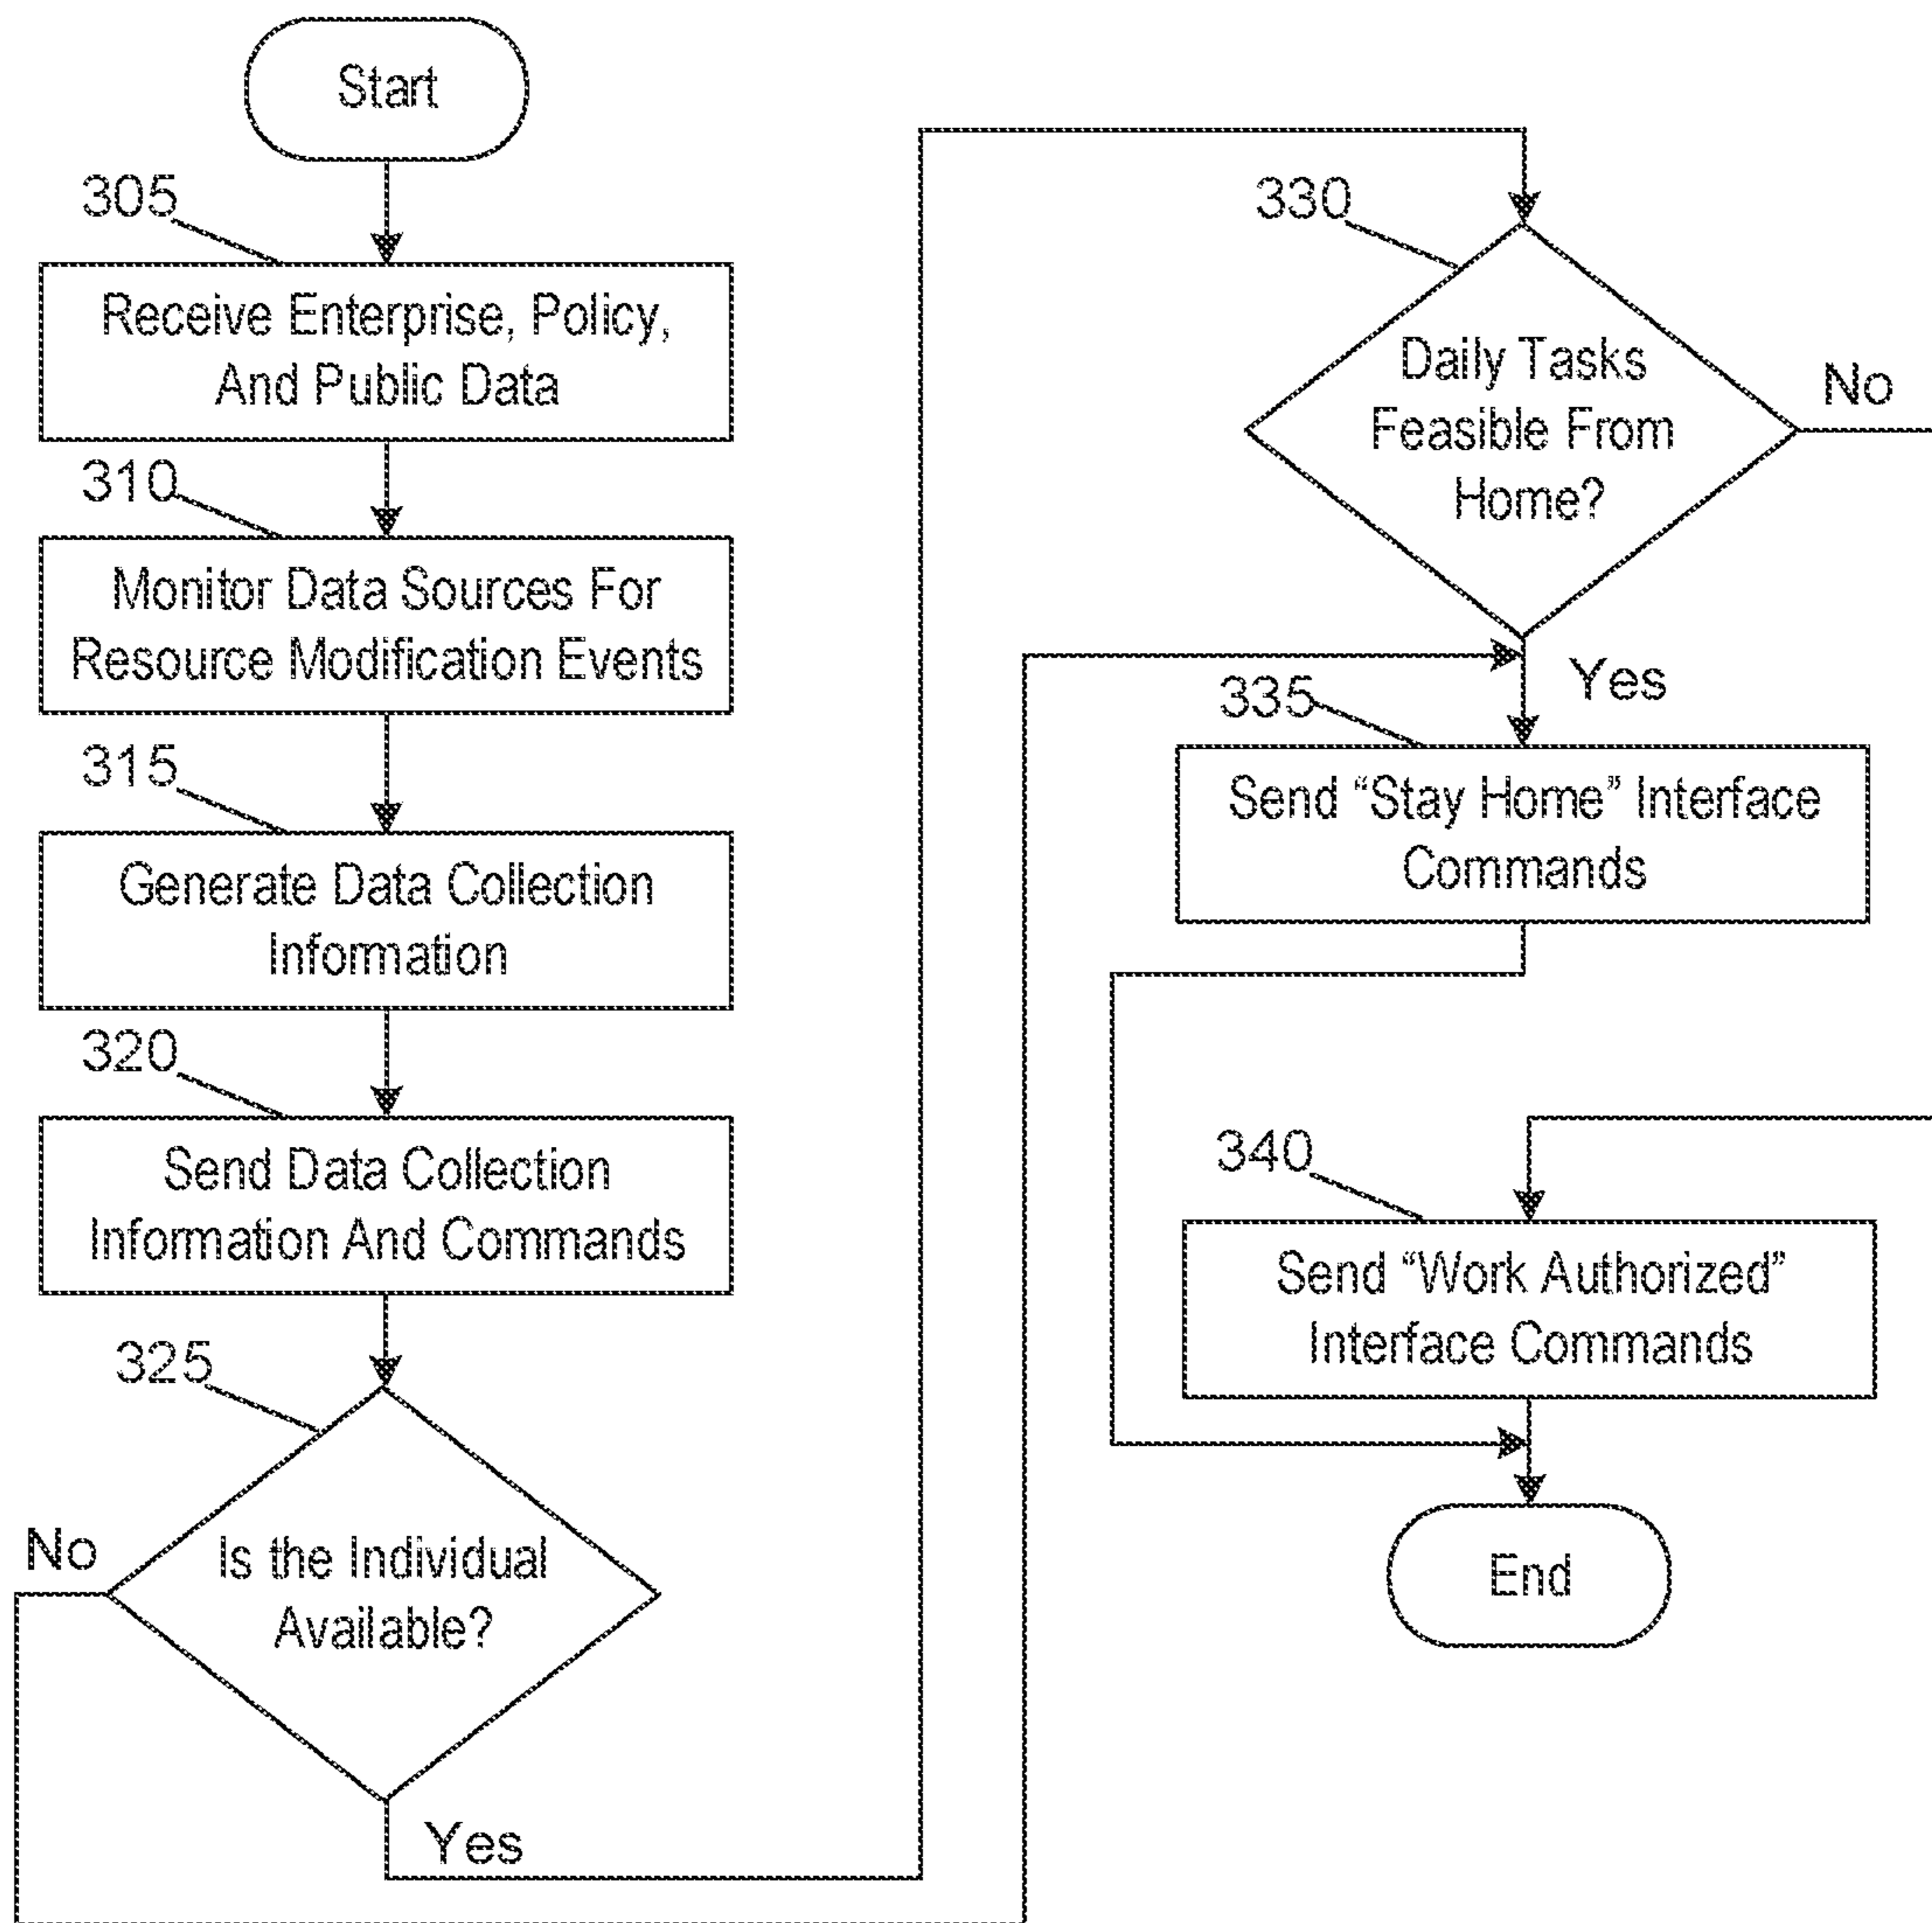 Start
305
Receive Enterprise, Policy,
And Public Data
310
Monitor Data Sources For
Resource Modification Events
315
Generate Data Collection
Information
320
Send Data Collection
Information And Commands
325
Is the Individual
Available?
No
Yes
330
Daily Tasks
Feasible From
Home?
No
Yes
335
Send “Stay Home” Interface
Commands
340
Send “Work Authorized”
Interface Commands
End